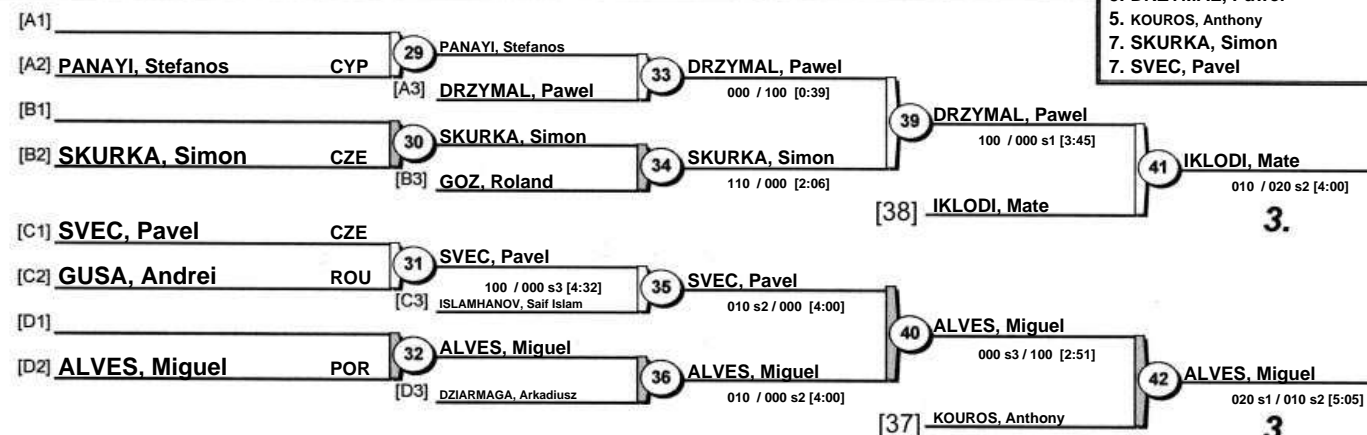 5. KOUROS, Anthony
7. SKURKA, Simon
7. SVEC, Pavel
[A1]
[A2] PANAYI, Stefanos CYP
29
PANAYI, Stefanos
[A3] DRZYMAL, Pawel
33
DRZYMAL, Pawel
000 / 100 [0:39]
[B1]
[B2] SKURKA, Simon CZE
30
SKURKA, Simon
[B3] GOZ, Roland
34
SKURKA, Simon
110 / 000 [2:06]
39
DRZYMAL, Pawel
100 / 000 s1 [3:45]
[38] IKLODI, Mate
41
IKLODI, Mate
010 / 020 s2 [4:00]
3.
[C1] SVEC, Pavel CZE
[C2] GUSA, Andrei ROU
31
SVEC, Pavel
100 / 000 s3 [4:32]
[C3] ISLAMHANOV, Saif Islam
35
SVEC, Pavel
010 s2 / 000 [4:00]
[D1]
[D2] ALVES, Miguel POR
32
ALVES, Miguel
[D3] DZIARMAGA, Arkadiusz
36
ALVES, Miguel
010 / 000 s2 [4:00]
40
ALVES, Miguel
000 s3 / 100 [2:51]
[37] KOUROS, Anthony
42
ALVES, Miguel
020 s1 / 010 s2 [5:05]
3